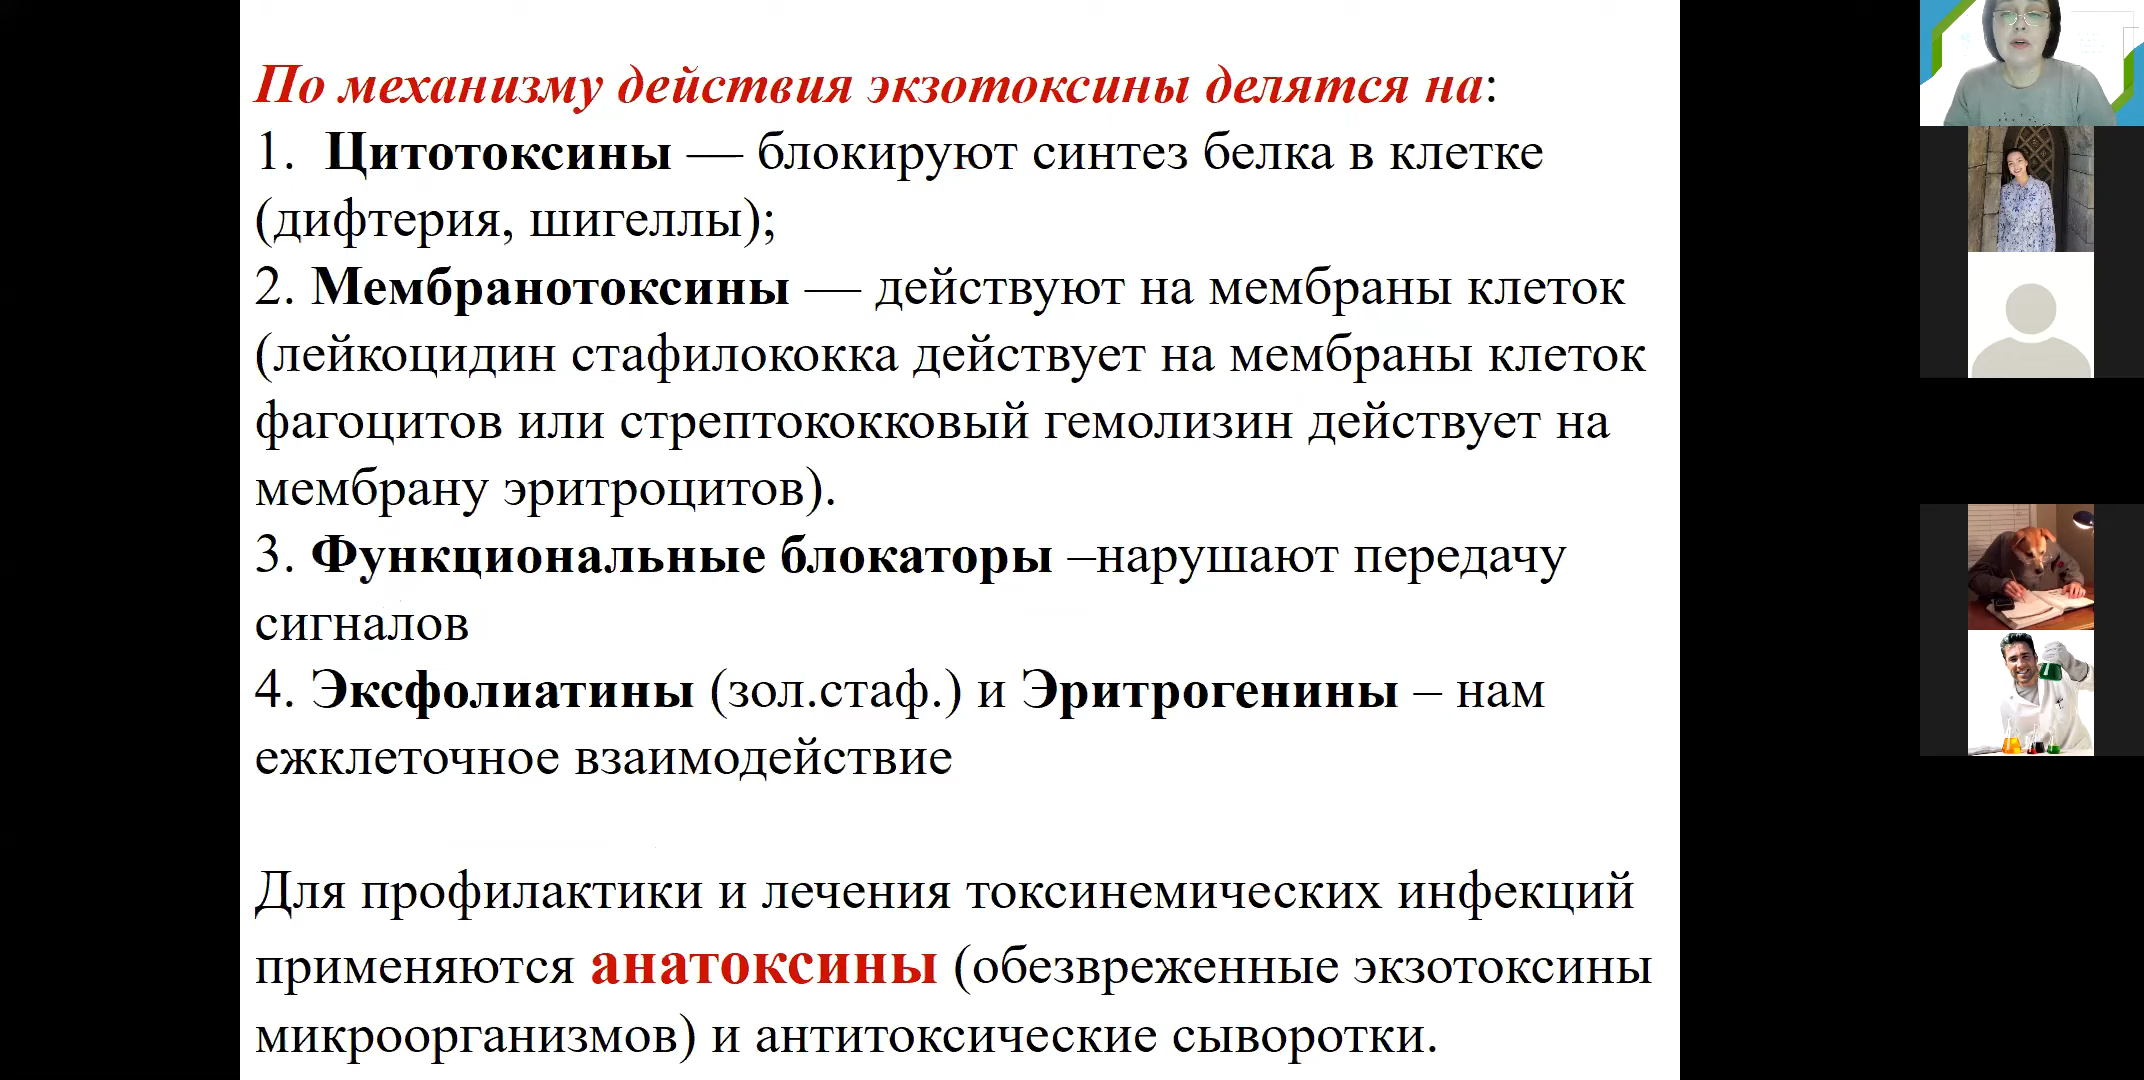 По механизму действия экзотоксины делятся на:
1. Цитотоксины — блокируют синтез белка в клетке
(дифтерия, шигеллы);
2. Мембранотоксины — действуют на мембраны клеток
(лейкоцидин стафилококка действует на мембраны клеток
фагоцитов или стрептококковый гемолизин действует на
мембрану эритроцитов).
3. Функциональные блокаторы –нарушают передачу
сигналов
4. Эксфолиатины (зол.стаф.) и Эритрогенины – нам
ежклеточное взаимодействие
Для профилактики и лечения токсинемических инфекций
применяются анатоксины (обезвреженные экзотоксины
микроорганизмов) и антитоксические сыворотки.